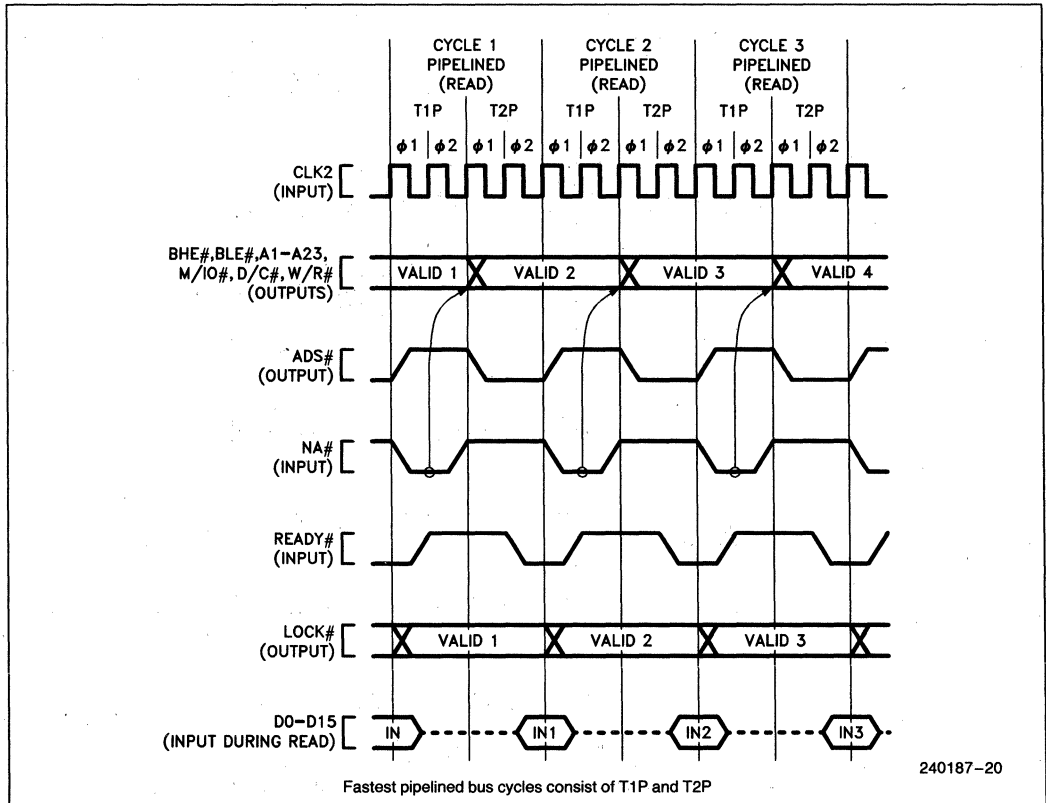 CYCLE 1 CYCLE 2 CYCLE 3
PIPELINED PIPELINED PIPELINED
(READ) (READ) (READ)
T1P T2P T1P T2P T1P T2P
φ1 φ2 φ1 φ2 φ1 φ2 φ1 φ2 φ1 φ2 φ1 φ2
CLK2
(INPUT)
BHE#,BLE#,A1-A23,
M/IO#,D/C#,W/R#
(OUTPUTS)
VALID 1 VALID 2 VALID 3 VALID 4
ADS#
(OUTPUT)
NA#
(INPUT)
READY#
(INPUT)
LOCK#
(OUTPUT)
VALID 1 VALID 2 VALID 3
D0-D15
(INPUT DURING READ)
IN IN1 IN2 IN3
240187-20
Fastest pipelined bus cycles consist of T1P and T2P